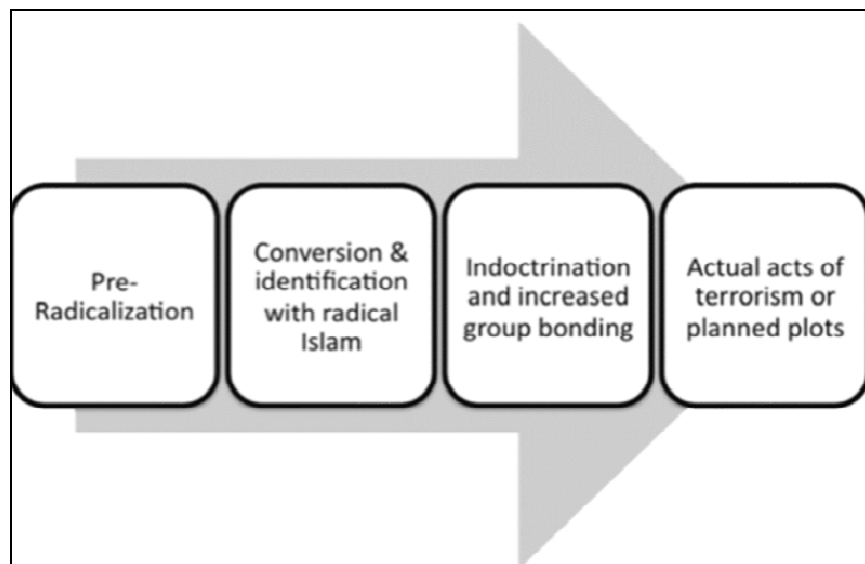 Pre-
Radicalization
Conversion &
identification
with radical
Islam
Indoctrination
and increased
group bonding
Actual acts of
terrorism or
planned plots